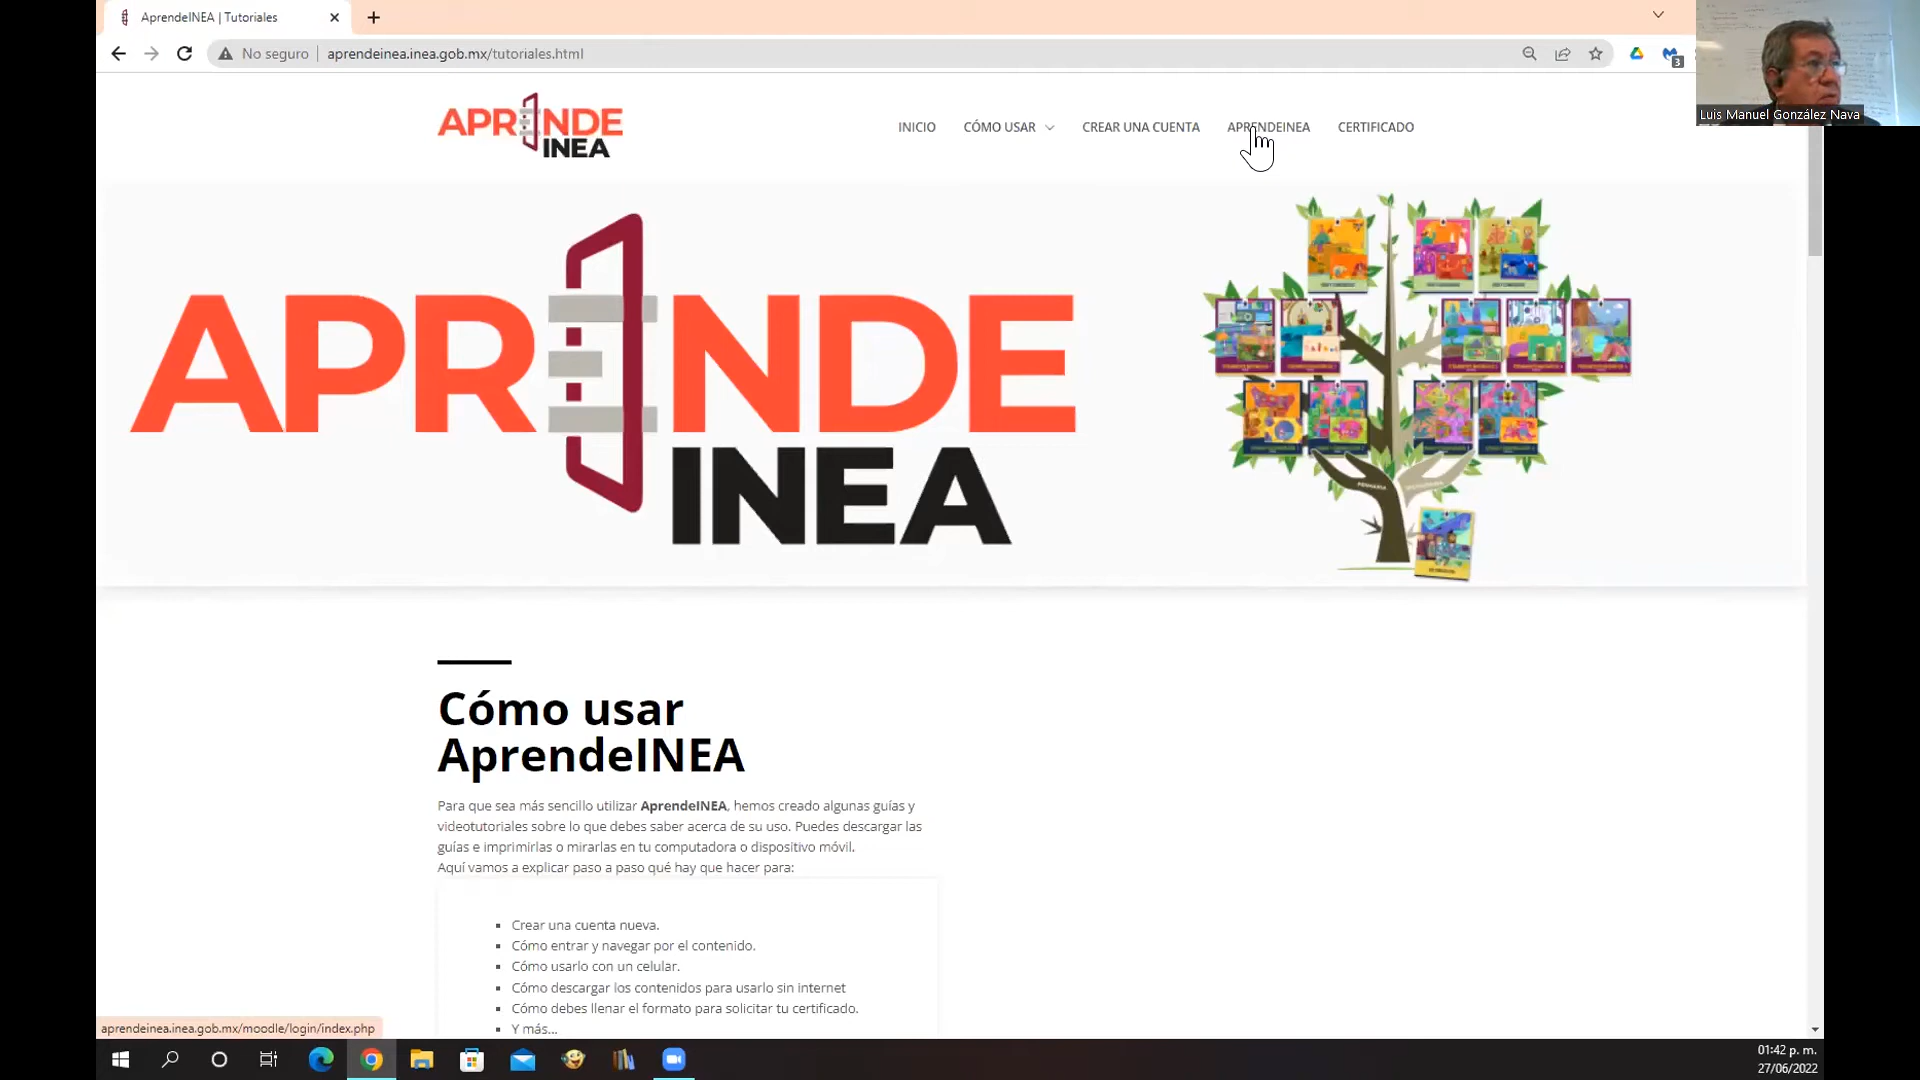 AprendeINEA | Tutoriales
No seguro
aprendeinea.inea.gob.mx/tutoriales.html
3
Luis Manuel González Nava
APRENDE
INEA
INICIO
CÓMO USAR
CREAR UNA CUENTA
APRENDEINEA
CERTIFICADO
APRENDE
INEA
Cómo usar
AprendeINEA
Para que sea más sencillo utilizar AprendeINEA, hemos creado algunas guías y
videotutoriales sobre lo que debes saber acerca de su uso. Puedes descargar las
guías e imprimirlas o mirarlas en tu computadora o dispositivo móvil.
Aquí vamos a explicar paso a paso qué hay que hacer para:
Crear una cuenta nueva.
Cómo entrar y navegar por el contenido.
Cómo usarlo con un celular.
Cómo descargar los contenidos para usarlo sin internet
Cómo debes llenar el formato para solicitar tu certificado.
Y más...
aprendeinea.inea.gob.mx/moodle/login/index.php
01:42 p. m.
27/06/2022